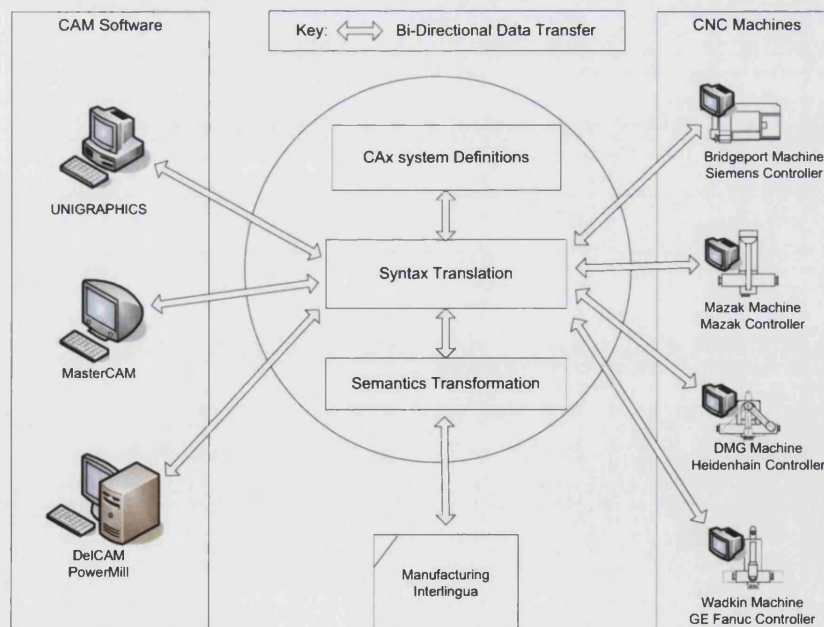 CAM Software
Key: Bi-Directional Data Transfer
CNC Machines
UNIGRAPHICS
MasterCAM
DelCAM
PowerMill
CAx system Definitions
Syntax Translation
Semantics Transformation
Manufacturing
Interlingua
Bridgeport Machine
Siemens Controller
Mazak Machine
Mazak Controller
DMG Machine
Heidenhain Controller
Wadkin Machine
GE Fanuc Controller